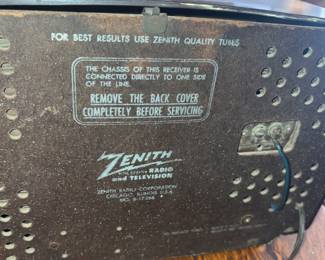 FOR BEST RESULTS USE ZENITH QUALITY TUBES
THE CHASSIS OF THIS RECEIVER IS
CONNECTED DIRECTLY TO ONE SIDE
OF THE LINE.
REMOVE THE BACK COVER
COMPLETELY BEFORE SERVICING
ZENITH
RADIO
and TELEVISION
ZENITH RADIO CORPORATION
CHICAGO, ILLINOIS U.S.A.